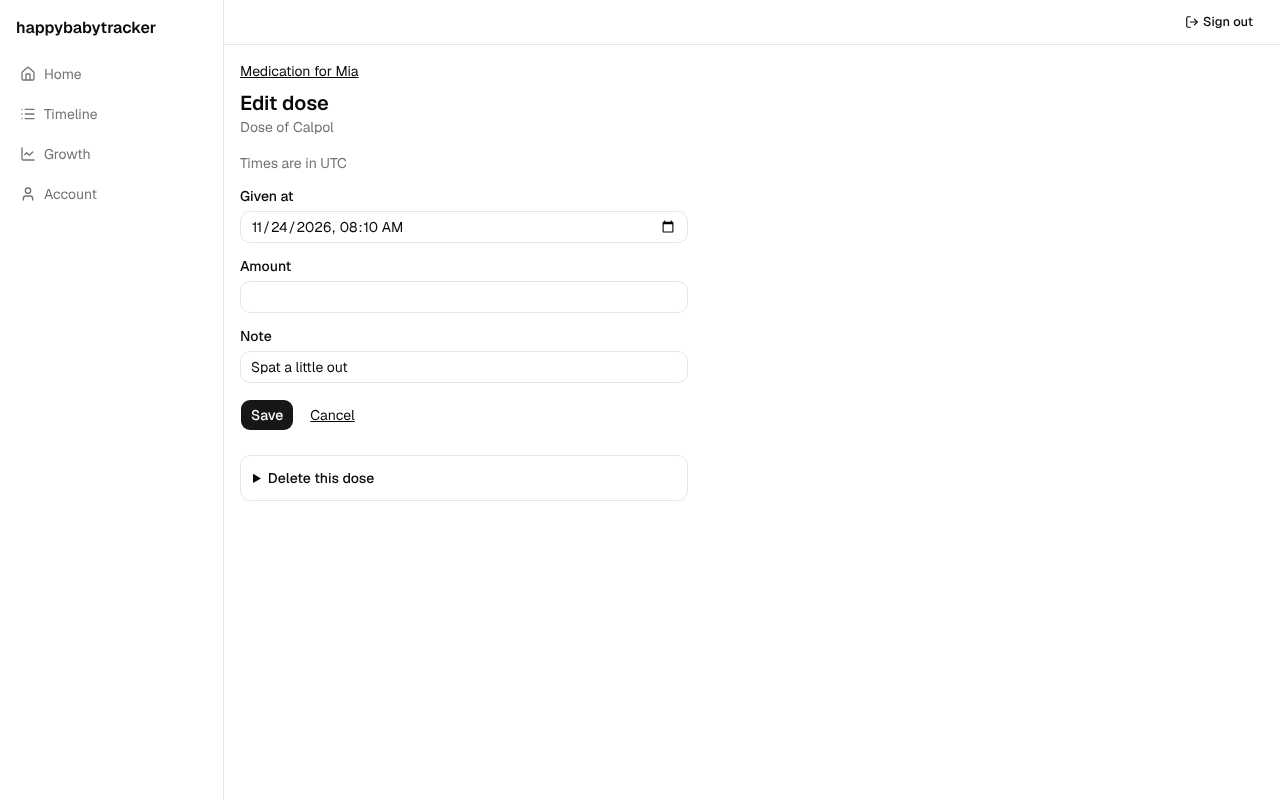 happybabytracker
Sign out
Home
Timeline
Growth
Account
Medication for Mia
Edit dose
Dose of Calpol
Times are in UTC
Given at
11/24/2026, 08:10 AM
Amount
Note
Spat a little out
Save
Cancel
Delete this dose